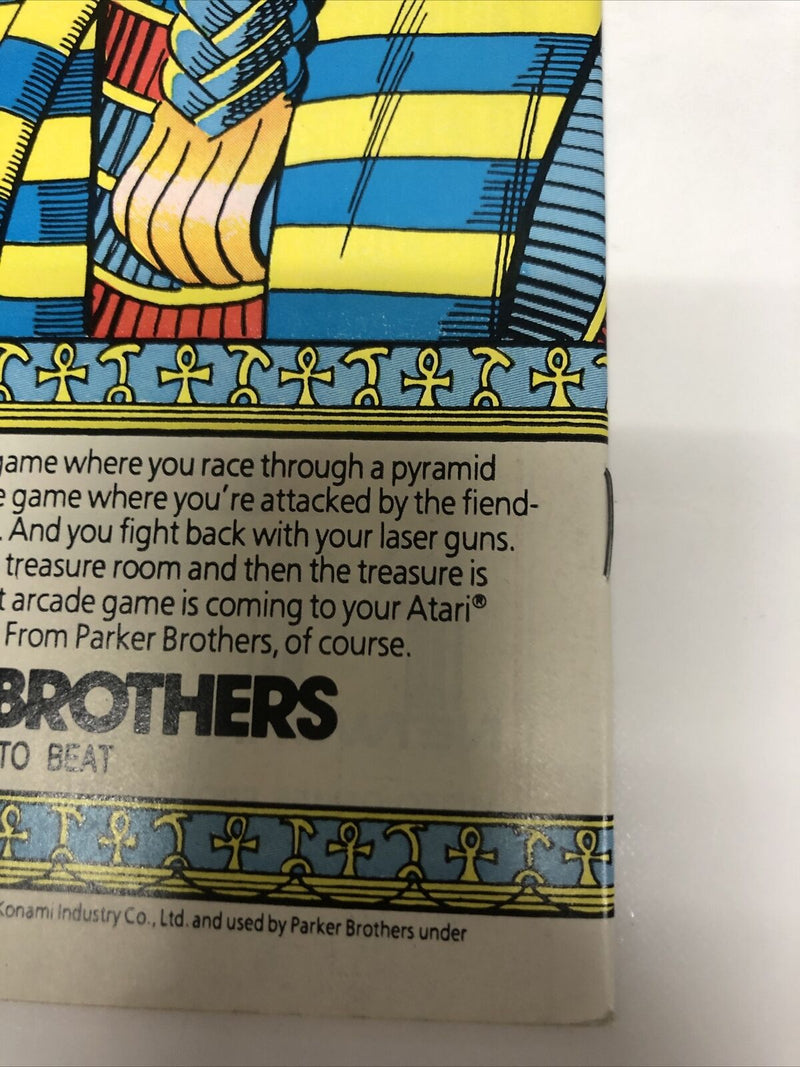 game where you race through a pyramid
game where you're attacked by the fiend-
. And you fight back with your laser guns.
treasure room and then the treasure is
t arcade game is coming to your Atari®
From Parker Brothers, of course.
BROTHERS
TO BEAT
Konami Industry Co., Ltd. and used by Parker Brothers under